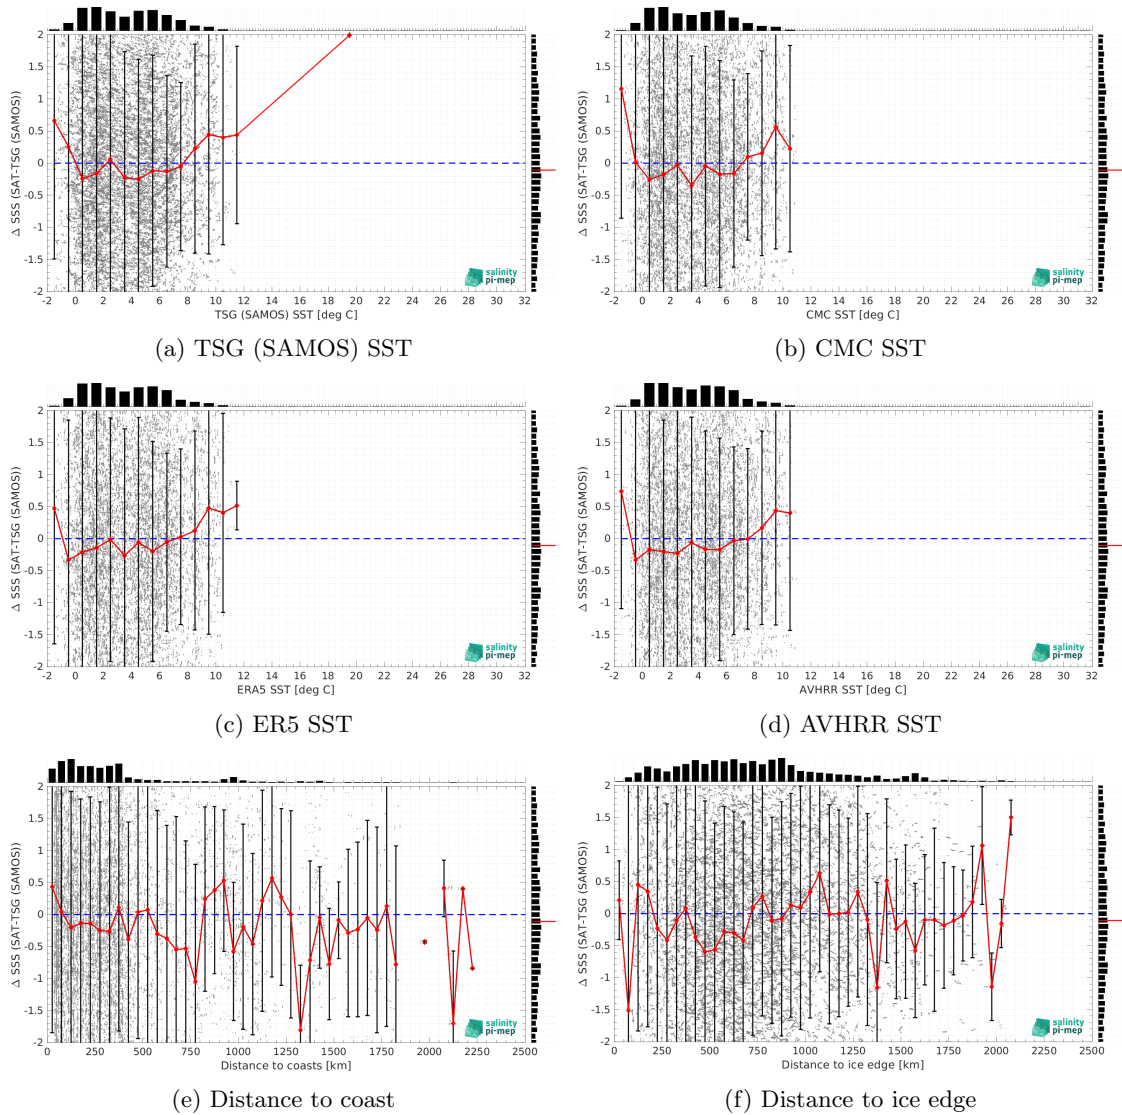 2
1.5
1
0.5
0
-0.5
-1
-1.5
-2
Δ SSS (SAT-TSG (SAMOS))
-2 0 2 4 6 8 10 12 14 16 18 20 22 24 26 28 30 32
TSG (SAMOS) SST [deg C]
salinity
pi-mep
(a) TSG (SAMOS) SST
2
1.5
1
0.5
0
-0.5
-1
-1.5
-2
Δ SSS (SAT-TSG (SAMOS))
-2 0 2 4 6 8 10 12 14 16 18 20 22 24 26 28 30 32
CMC SST [deg C]
salinity
pi-mep
(b) CMC SST
2
1.5
1
0.5
0
-0.5
-1
-1.5
-2
Δ SSS (SAT-TSG (SAMOS))
-2 0 2 4 6 8 10 12 14 16 18 20 22 24 26 28 30 32
ERA5 SST [deg C]
salinity
pi-mep
(c) ER5 SST
2
1.5
1
0.5
0
-0.5
-1
-1.5
-2
Δ SSS (SAT-TSG (SAMOS))
-2 0 2 4 6 8 10 12 14 16 18 20 22 24 26 28 30 32
AVHRR SST [deg C]
salinity
pi-mep
(d) AVHRR SST
2
1.5
1
0.5
0
-0.5
-1
-1.5
-2
Δ SSS (SAT-TSG (SAMOS))
0 250 500 750 1000 1250 1500 1750 2000 2250 2500
Distance to coasts [km]
salinity
pi-mep
(e) Distance to coast
2
1.5
1
0.5
0
-0.5
-1
-1.5
-2
Δ SSS (SAT-TSG (SAMOS))
0 250 500 750 1000 1250 1500 1750 2000 2250 2500
Distance to ice edge [km]
salinity
pi-mep
(f) Distance to ice edge